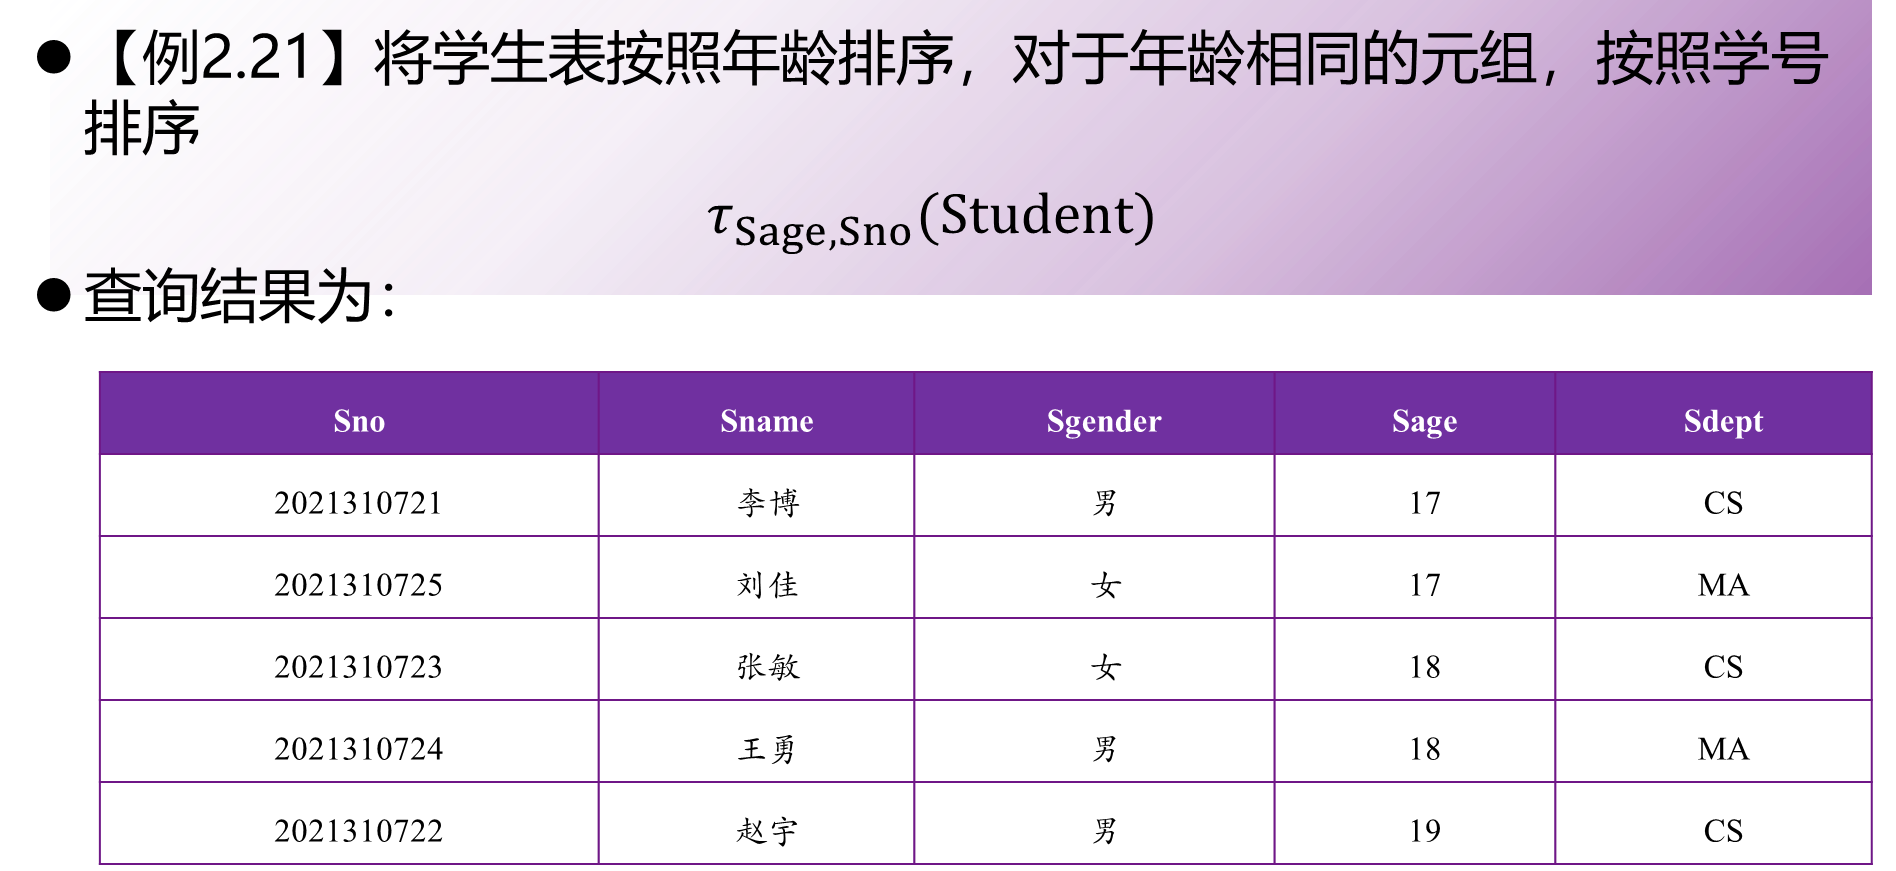 ●【例2.21】将学生表按照年龄排序，对于年龄相同的元组，按照学号
排序
τSage,Sno(Student)
●查询结果为：
Sno Sname Sgender Sage Sdept
2021310721 李博 男 17 CS
2021310725 刘佳 女 17 MA
2021310723 张敏 女 18 CS
2021310724 王勇 男 18 MA
2021310722 赵宇 男 19 CS